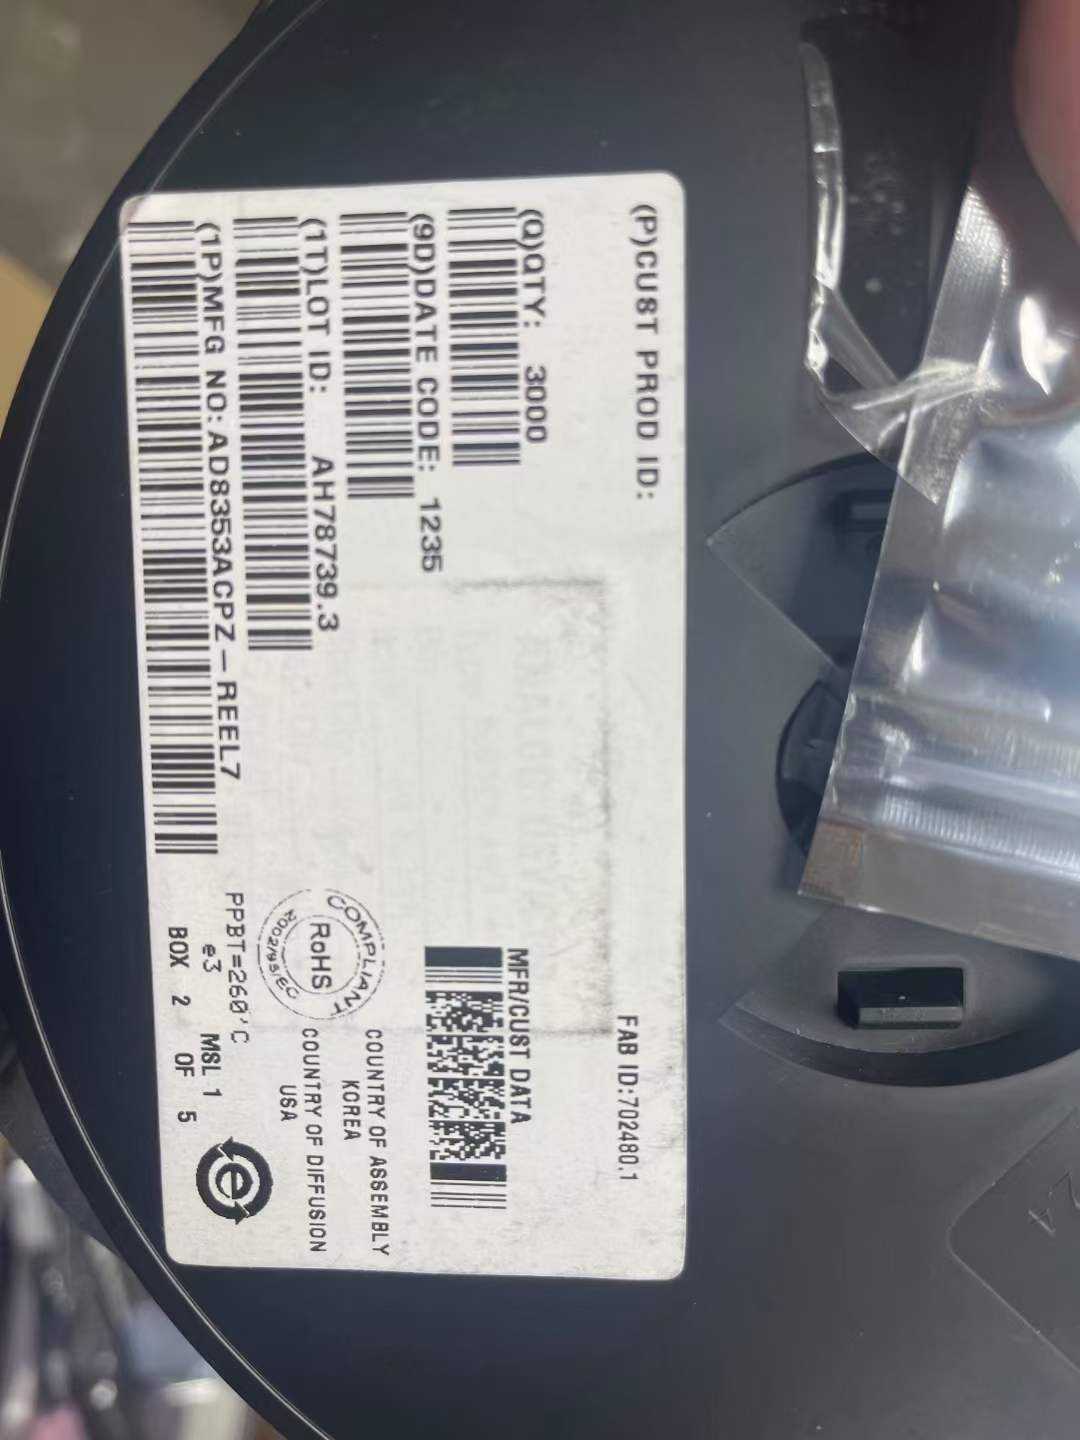 (P)CUST PROD ID:
FAB ID:702480.1
(Q)QTY: 3000
MFR/CUST DATA
(9D)DATE CODE: 1235
COUNTRY OF ASSEMBLY
KOREA
(1T)LOT ID: AH78739.3
COMPLIANT
RoHS
2002/95/EC
COUNTRY OF DIFFUSION
USA
(1P)MFG NO: AD8353ACPZ-REEL7
PPBT=260'C
e3 MSL 1
BOX 2 OF 5
e